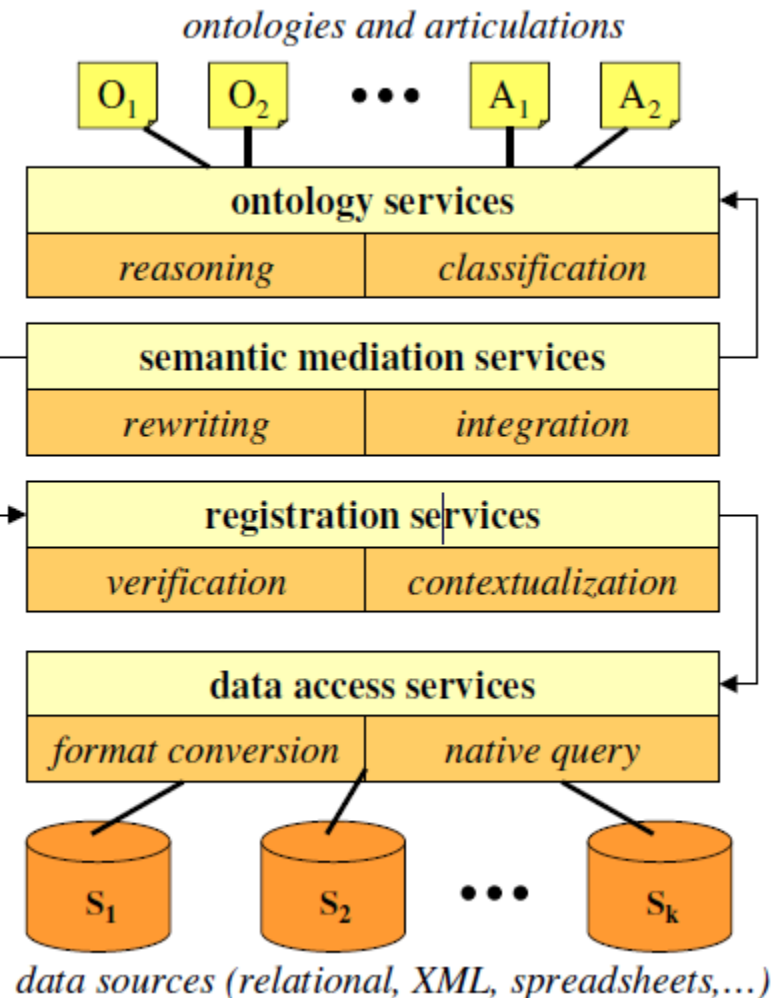 ontologies and articulations
O1 O2 ••• A1 A2
ontology services
reasoning classification
semantic mediation services
rewriting integration
registration services
verification contextualization
data access services
format conversion native query
S1 S2 ••• Sk
data sources (relational, XML, spreadsheets,...)